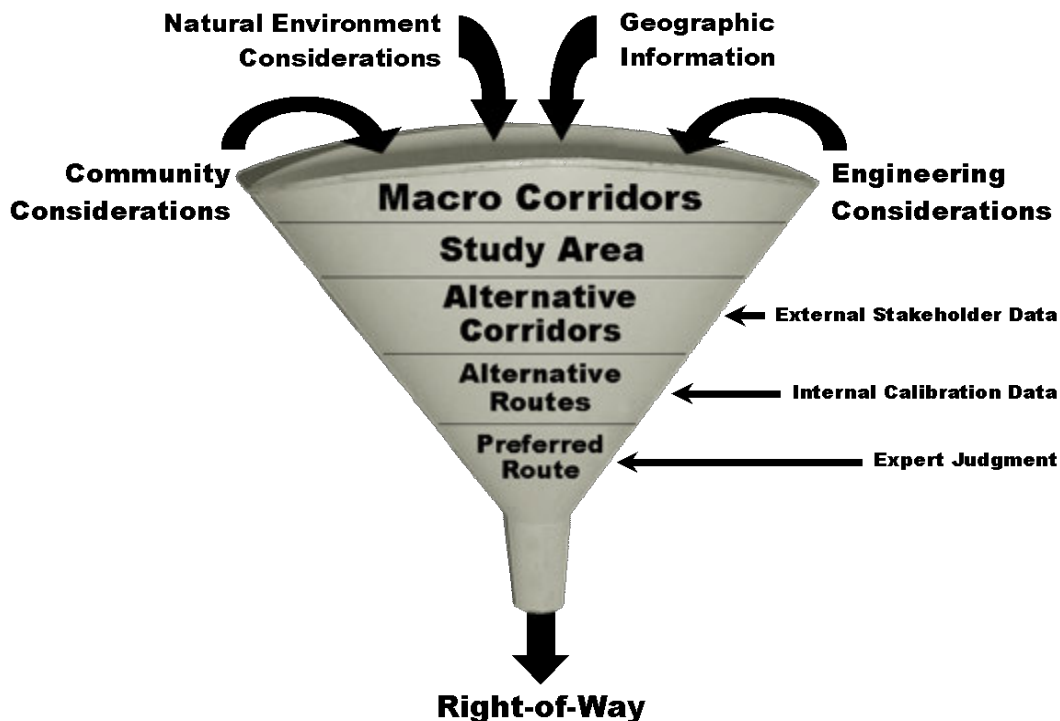 Natural Environment
Considerations
Geographic
Information
Community
Considerations
Engineering
Considerations
Macro Corridors
Study Area
Alternative
Corridors
External Stakeholder Data
Alternative
Routes
Internal Calibration Data
Preferred
Route
Expert Judgment
Right-of-Way